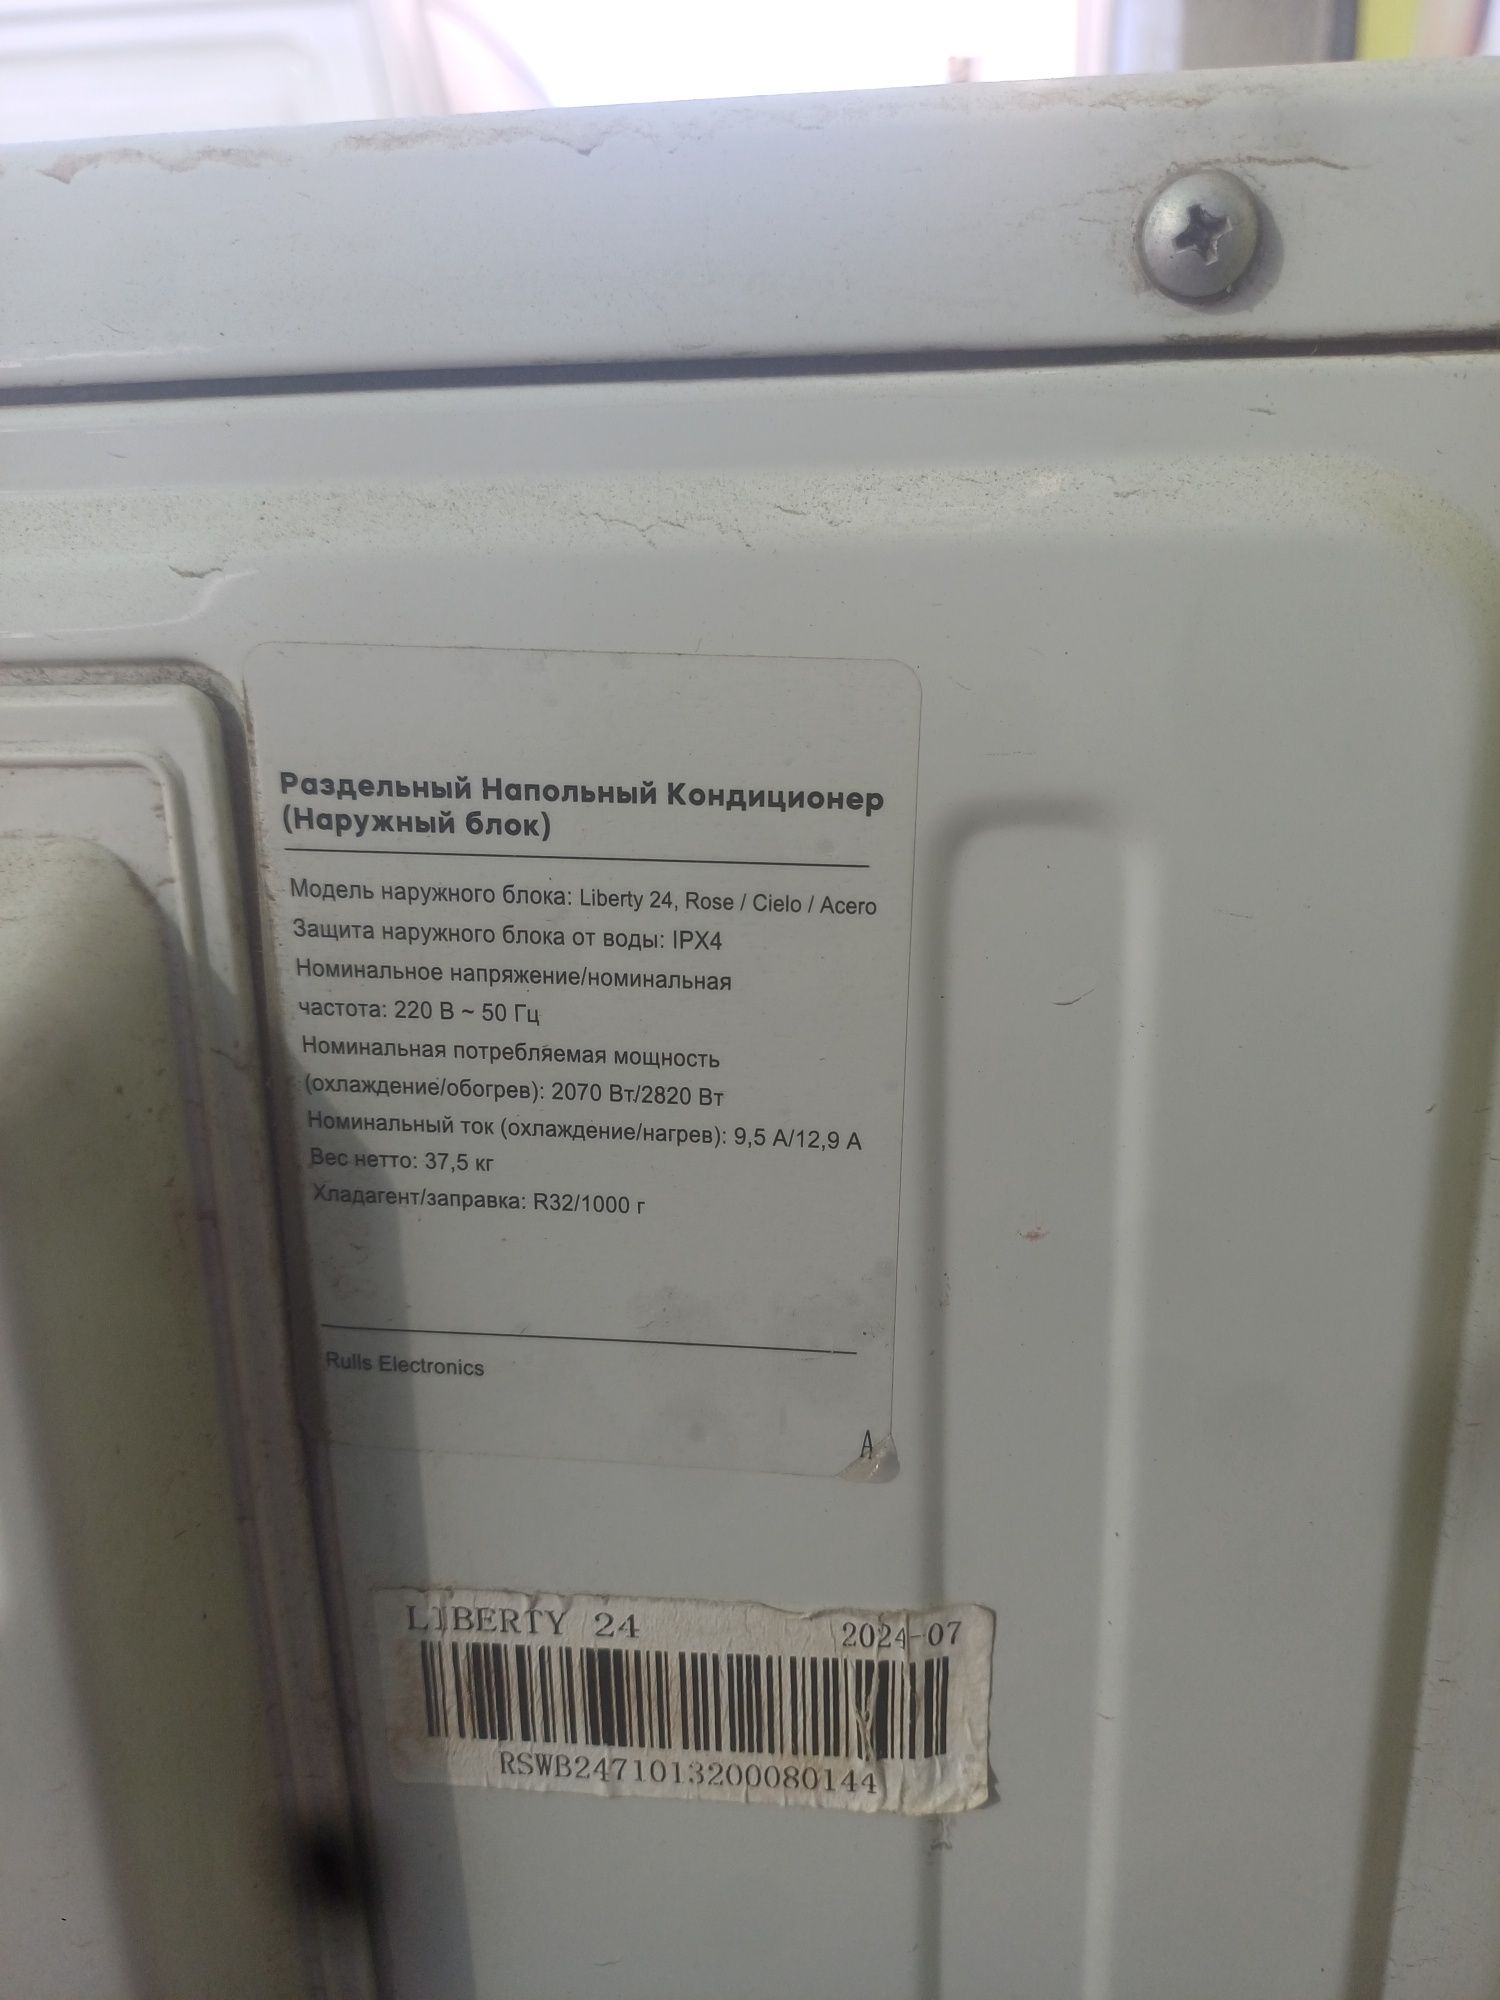 Раздельный Напольный Кондиционер
(Наружный блок)
Модель наружного блока: Liberty 24, Rose / Cielo / Acero
Защита наружного блока от воды: IPX4
Номинальное напряжение/номинальная
частота: 220 В ~ 50 Гц
Номинальная потребляемая мощность
(охлаждение/обогрев): 2070 Вт/2820 Вт
Номинальный ток (охлаждение/нагрев): 9,5 А/12,9 А
Вес нетто: 37,5 кг
Хладагент/заправка: R32/1000 г
Rulls Electronics
A
LIBERTY 24 2024-07
RSWB2471013200080144